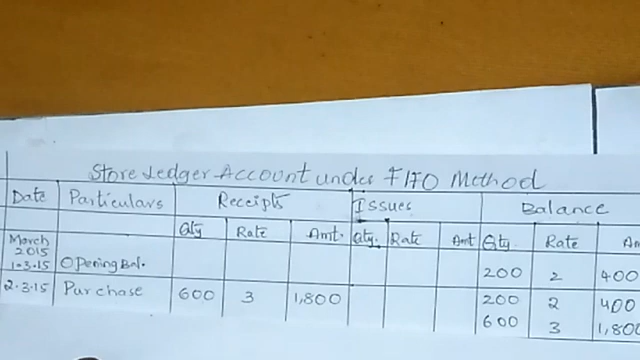 Store Ledger Account under FIFO Method
Date Particulars Receipts Issues Balance
Qty Rate Amt. Qty. Rate Amt Qty. Rate Am
March
2015
1.3.15 Opening Bal. 200 2 400
2.3.15 Purchase 600 3 1,800 200 2 400
600 3 1,800